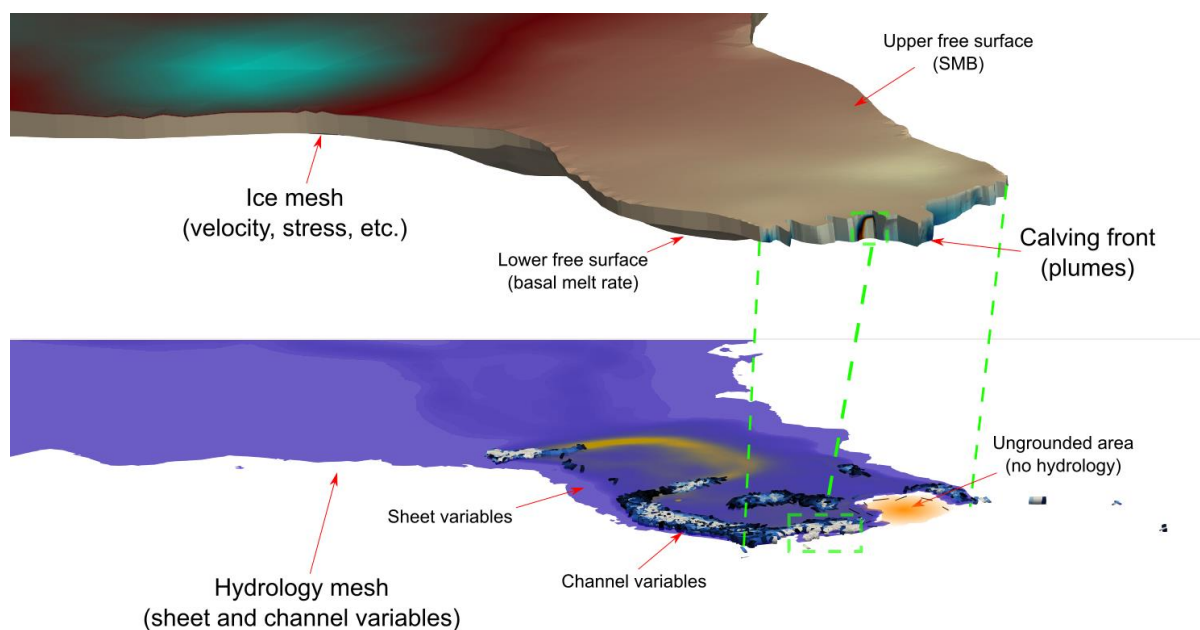 Upper free surface
(SMB)
Ice mesh
(velocity, stress, etc.)
Lower free surface
(basal melt rate)
Calving front
(plumes)
Ungrounded area
(no hydrology)
Sheet variables
Channel variables
Hydrology mesh
(sheet and channel variables)